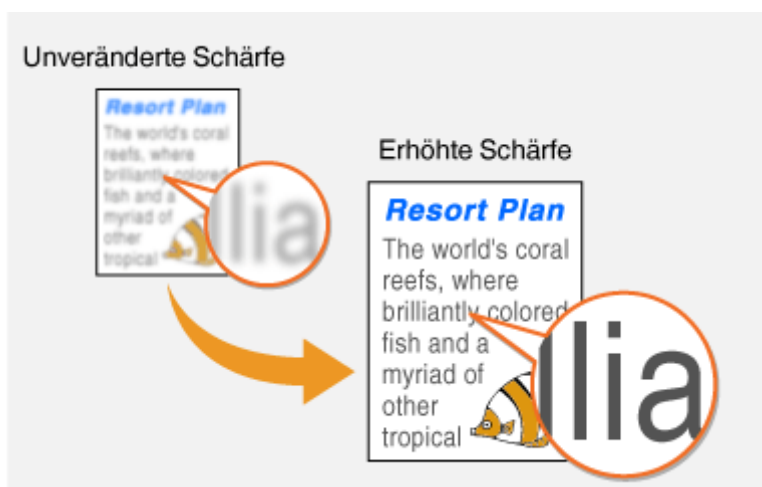 Unveränderte Schärfe
Resort Plan
The world's coral
reefs, where
brilliantly colored
fish and a
myriad of
other
tropical
lia
Erhöhte Schärfe
Resort Plan
The world's coral
reefs, where
brilliantly colored
fish and a
myriad of
other
tropical
llia